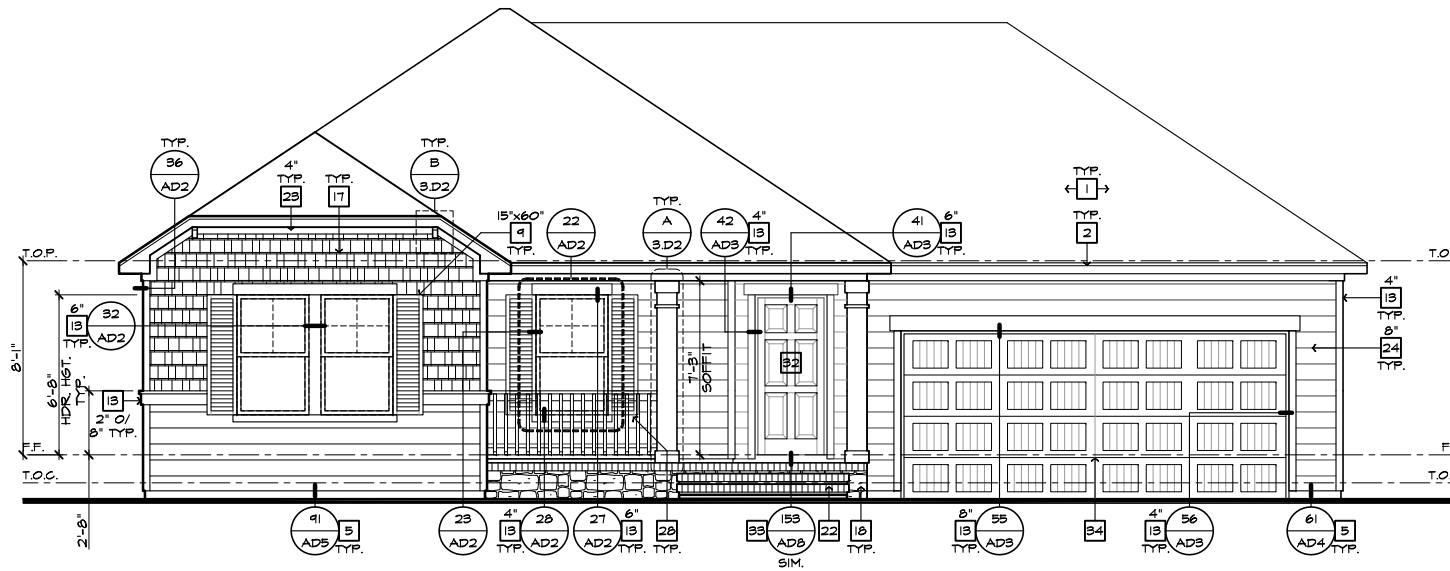 TYP.
36
AD2
4"
TYP.
23
TYP.
17
TYP.
B
3.D2
15"x60"
9
TYP.
22
AD2
TYP.
A
3.D2
42
AD3
4"
13
TYP.
41
AD3
6"
13
TYP.
TYP.
1
TYP.
2
T.O.P.
T.O
6"
13
TYP.
32
AD2
4"
13
TYP.
8"
24
TYP.
8'-1"
6'-8"
HDR. HGT.
TYP.
7'-3"
SOFFIT
32
13
2" O/
8" TYP.
F.F.
F
T.O.C.
T.O
2'-8"
91
AD5
5
TYP.
23
AD2
4"
13
TYP.
28
AD2
27
AD2
6"
13
TYP.
28
TYP.
33
153
AD8
SIM.
22
18
TYP.
8"
13
TYP.
55
AD3
34
4"
13
TYP.
56
AD3
61
AD4
5
TYP.